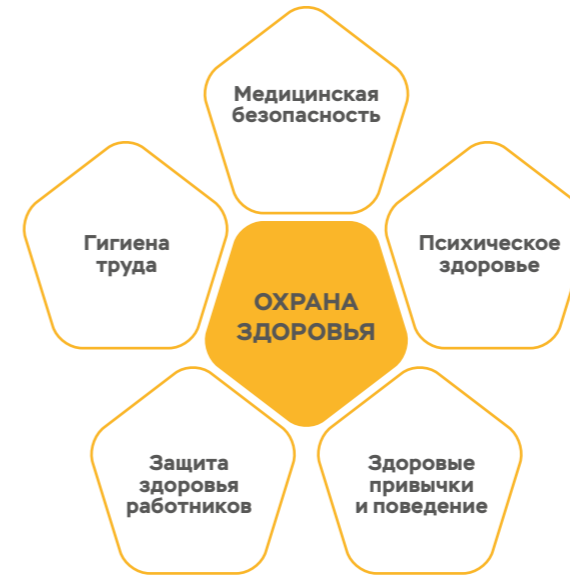 Медицинская
безопасность
Гигиена
труда
Психическое
здоровье
ОХРАНА
ЗДОРОВЬЯ
Защита
здоровья
работников
Здоровые
привычки
и поведение